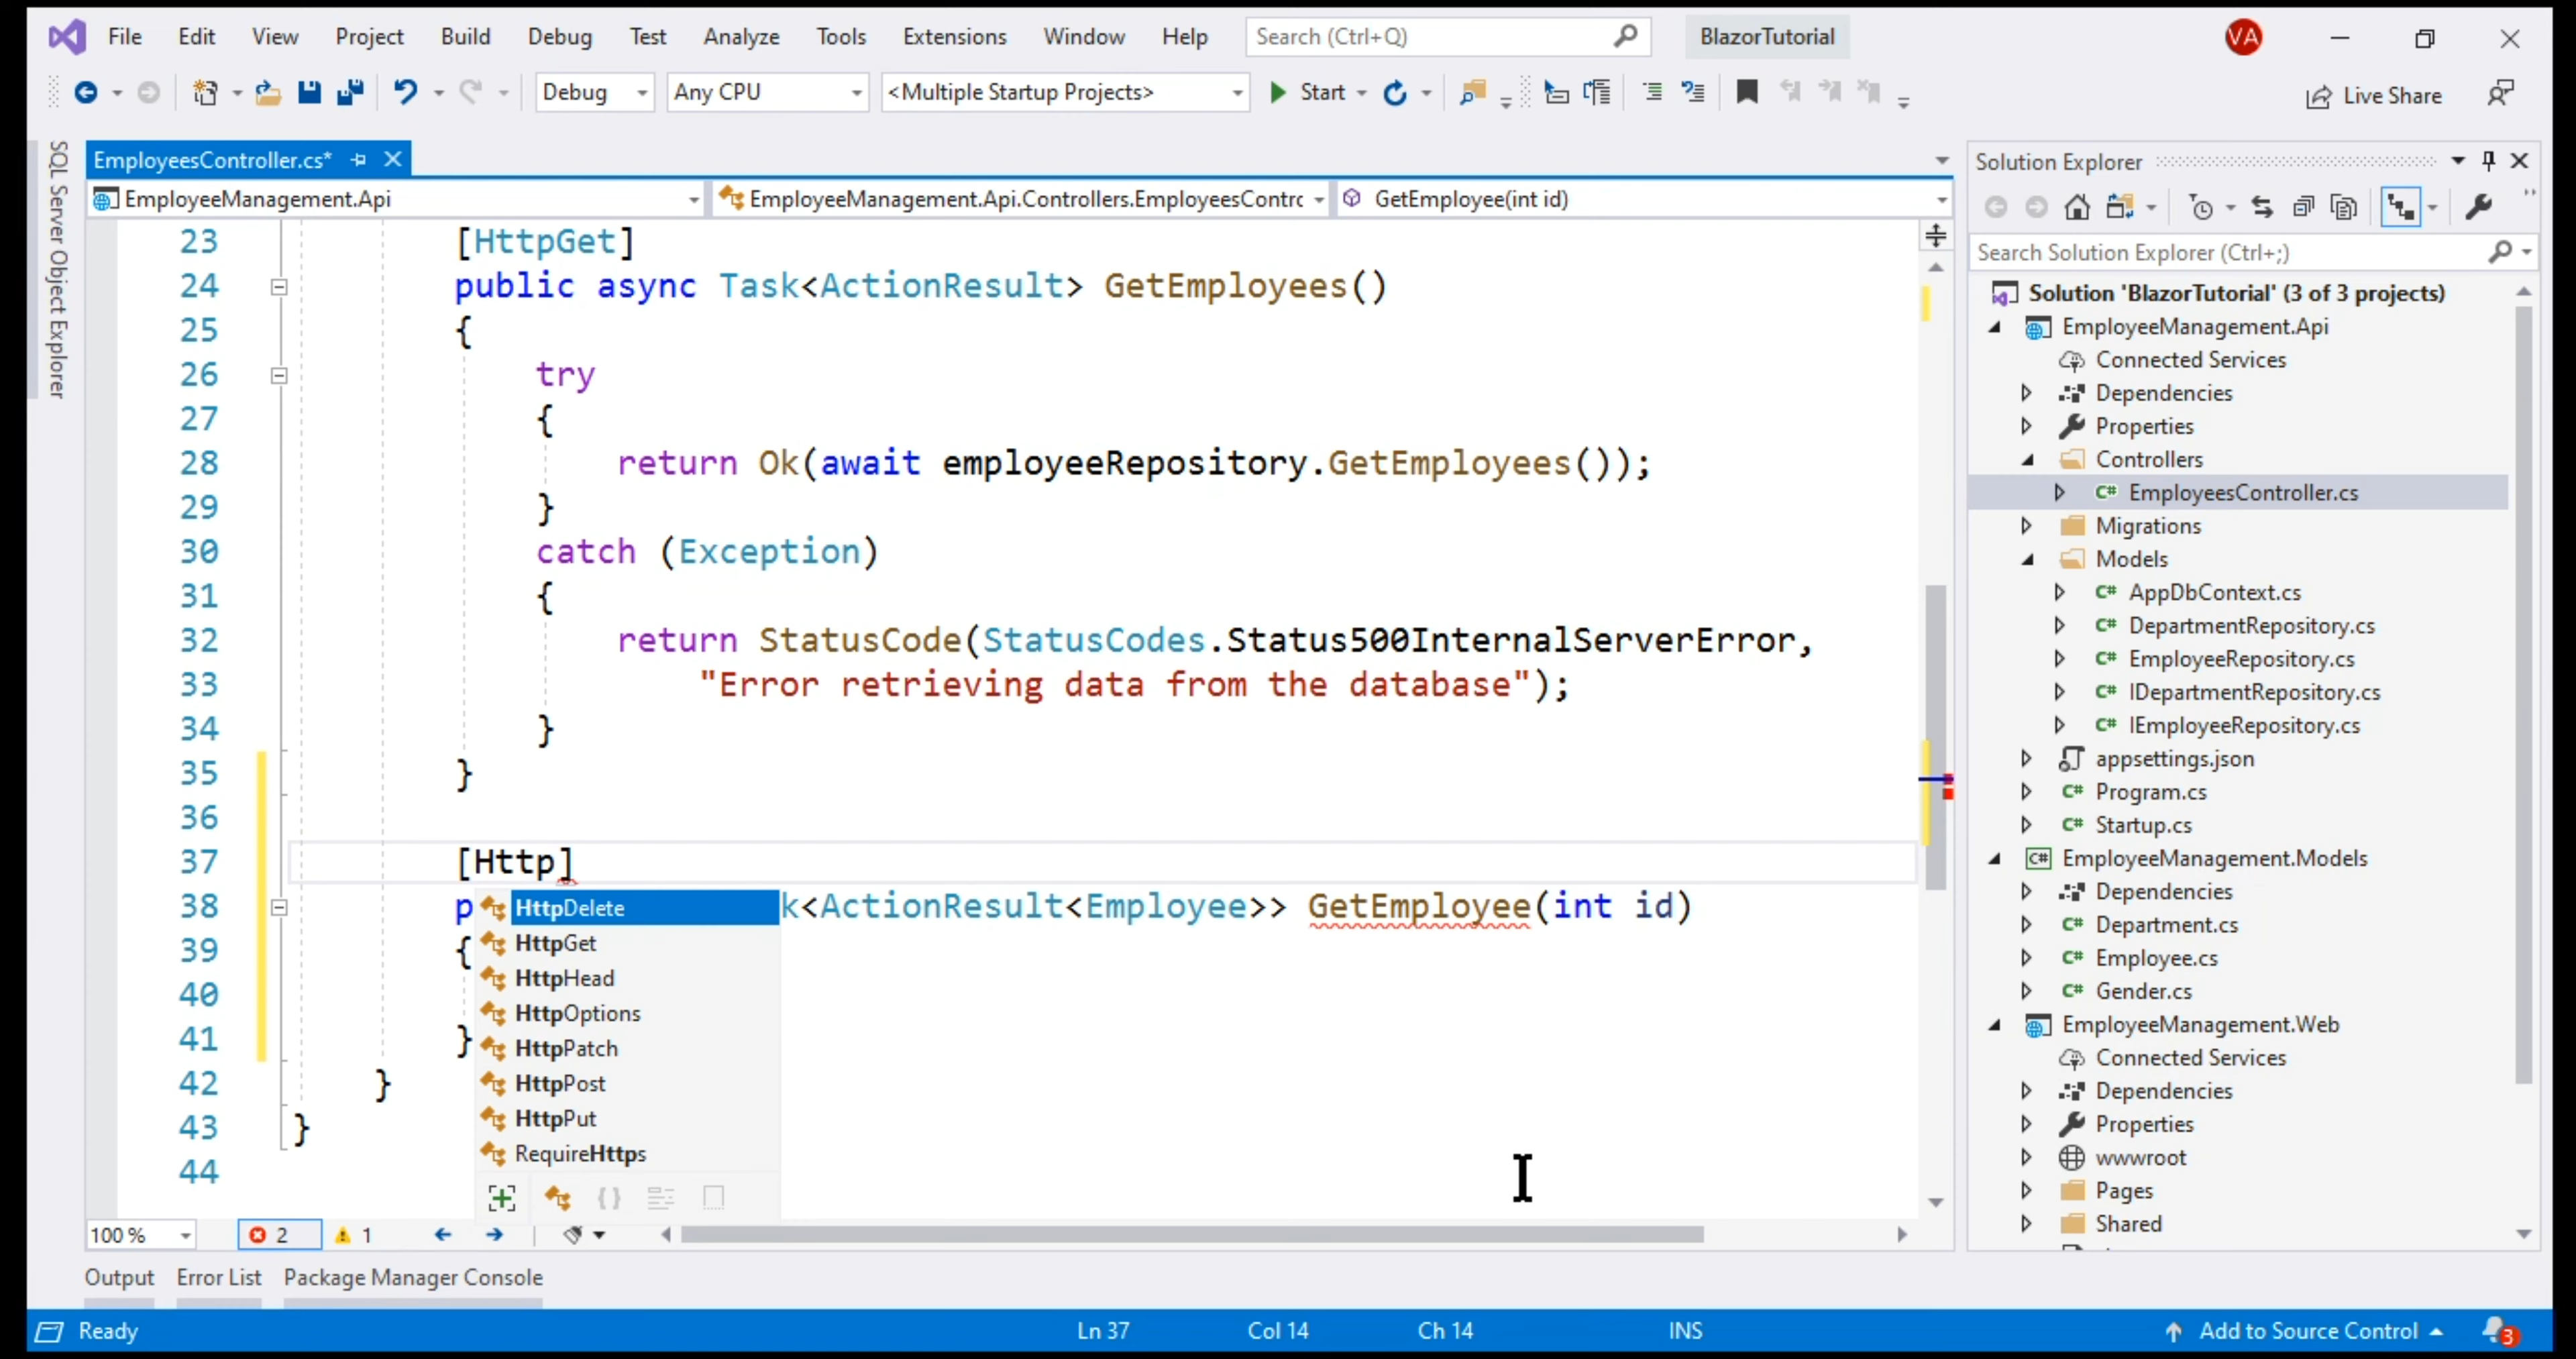 File Edit View Project Build Debug Test Analyze Tools Extensions Window Help Search (Ctrl+Q) BlazorTutorial VA
Debug Any CPU <Multiple Startup Projects> Start Live Share
SQL Server Object Explorer
EmployeesController.cs*
EmployeeManagement.Api EmployeeManagement.Api.Controllers.EmployeesContrc GetEmployee(int id)
23 [HttpGet]
24 public async Task<ActionResult> GetEmployees()
25 {
26 try
27 {
28 return Ok(await employeeRepository.GetEmployees());
29 }
30 catch (Exception)
31 {
32 return StatusCode(StatusCodes.Status500InternalServerError,
33 "Error retrieving data from the database");
34 }
35 }
36
37 [Http]
38 p k<ActionResult<Employee>> GetEmployee(int id)
39 {
40
41 }
42 }
43 }
44
HttpDelete
HttpGet
HttpHead
HttpOptions
HttpPatch
HttpPost
HttpPut
RequireHttps
100 % 2 1
Output Error List Package Manager Console
Ready Ln 37 Col 14 Ch 14 INS Add to Source Control 3
Solution Explorer
Search Solution Explorer (Ctrl+;)
Solution 'BlazorTutorial' (3 of 3 projects)
EmployeeManagement.Api
Connected Services
Dependencies
Properties
Controllers
C# EmployeesController.cs
Migrations
Models
C# AppDbContext.cs
C# DepartmentRepository.cs
C# EmployeeRepository.cs
C# IDepartmentRepository.cs
C# IEmployeeRepository.cs
appsettings.json
C# Program.cs
C# Startup.cs
C# EmployeeManagement.Models
Dependencies
C# Department.cs
C# Employee.cs
C# Gender.cs
EmployeeManagement.Web
Connected Services
Dependencies
Properties
wwwroot
Pages
Shared